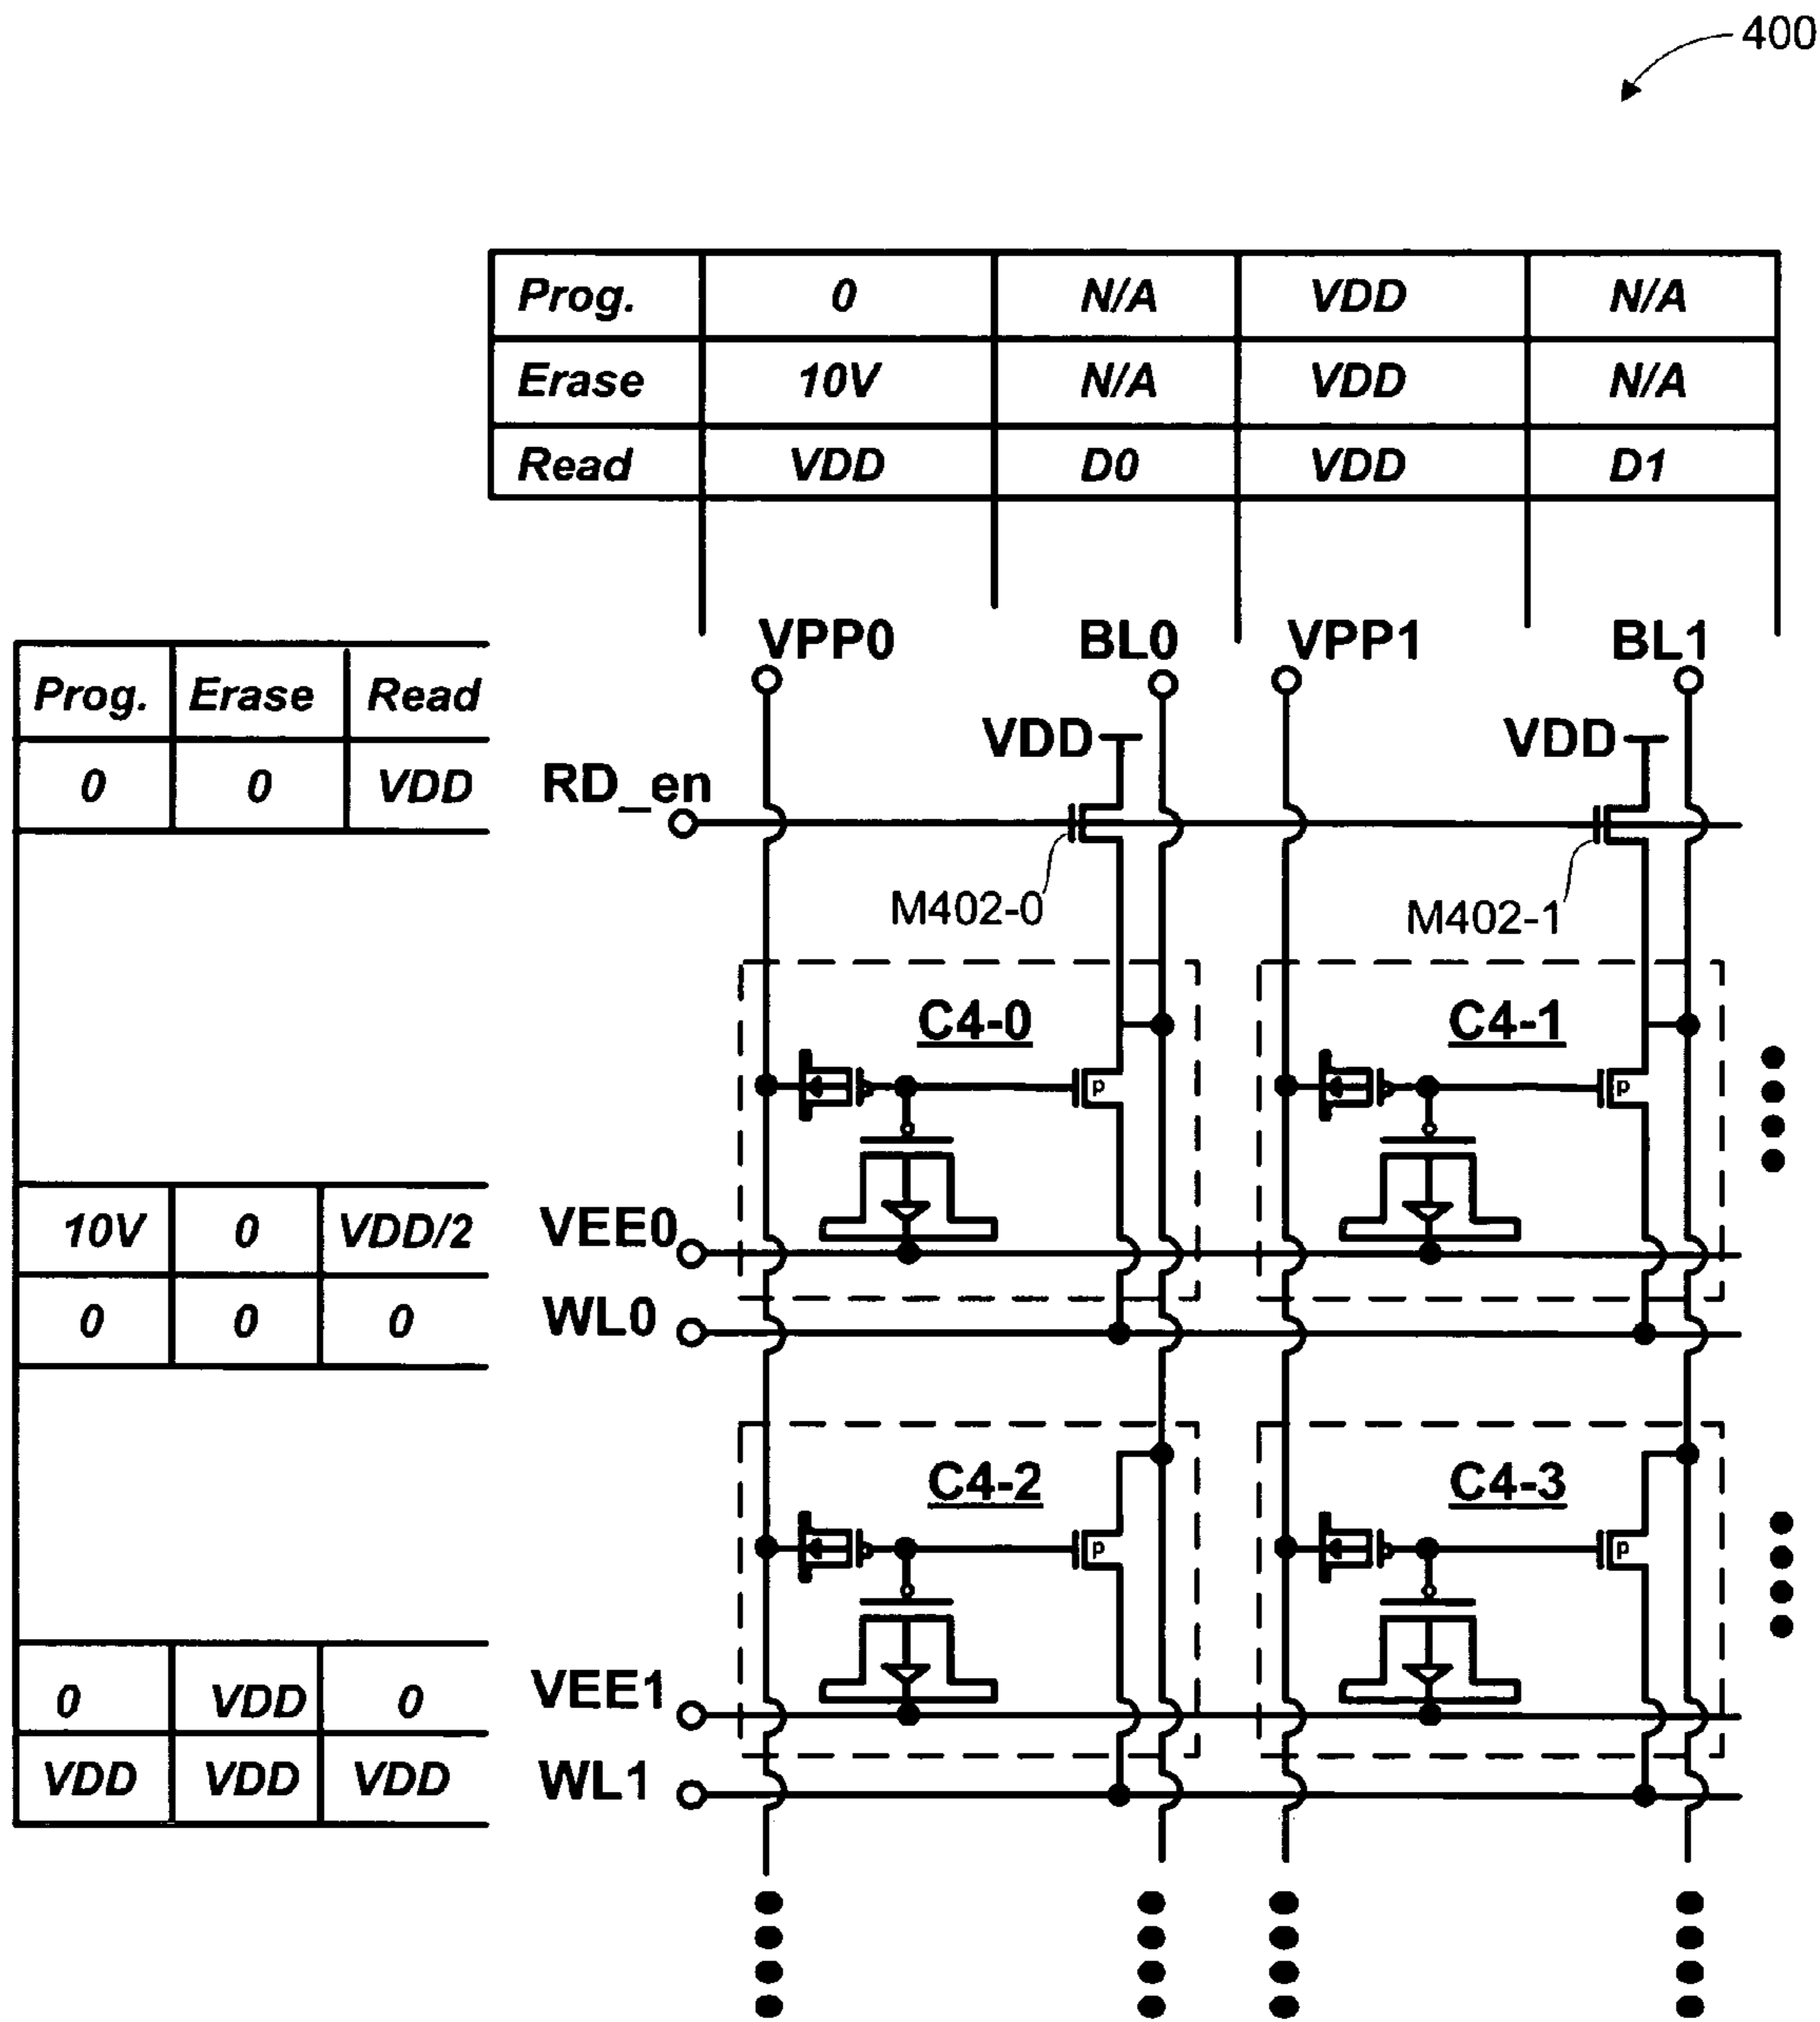 400
Prog. 0 N/A VDD N/A
Erase 10V N/A VDD N/A
Read VDD D0 VDD D1
VPP0 BL0 VPP1 BL1
Prog. Erase Read
0 0 VDD
VDD VDD
RD_en
M402-0 M402-1
C4-0 C4-1
p p
10V 0 VDD/2
VEE0
0 0 0
WL0
C4-2 C4-3
p p
0 VDD 0
VEE1
VDD VDD VDD
WL1